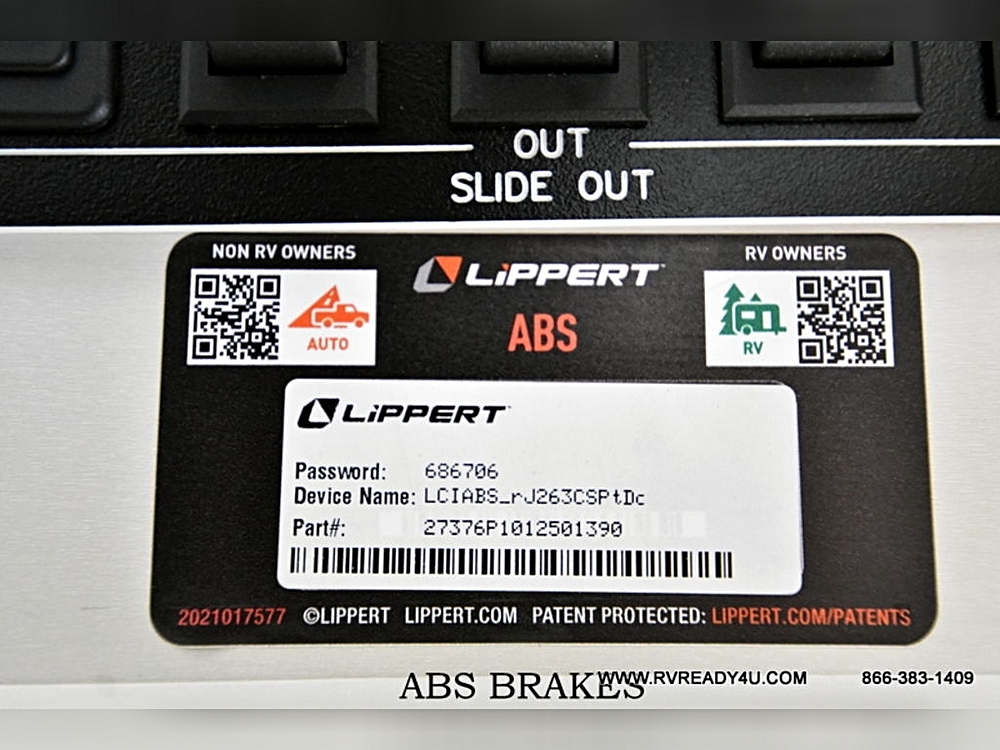 OUT
SLIDE OUT
NON RV OWNERS
LiPPERT
RV OWNERS
AUTO
ABS
RV
LiPPERT
Password: 686706
Device Name: LCIABS_rJ263CSPtDc
Part#: 27376P1012501390
2021017577 ©LIPPERT LIPPERT.COM PATENT PROTECTED: LIPPERT.COM/PATENTS
ABS BRAKES
WWW.RVREADY4U.COM 866-383-1409